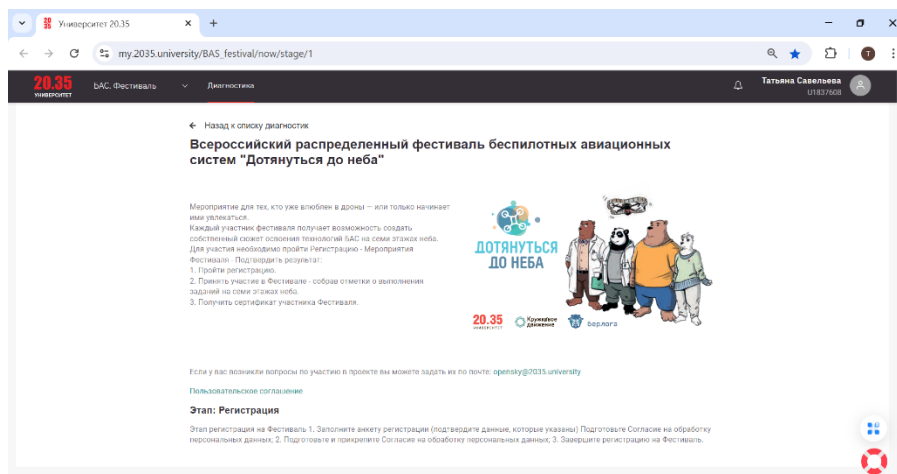 Университет 20.35
my.2035.university/BAS_festival/now/stage/1
T
20.35
УНИВЕРСИТЕТ
БАС. Фестиваль
Диагностика
Татьяна Савельева
U1837608
Назад к списку диагностик
Всероссийский распределенный фестиваль беспилотных авиационных
систем "Дотянуться до неба"
Мероприятие для тех, кто уже влюблен в дроны — или только начинает
ими увлекаться.
Каждый участник фестиваля получает возможность создать
собственный сюжет освоения технологий БАС на семи этажах неба.
Для участия необходимо пройти Регистрацию - Мероприятия
Фестиваля - Подтвердить результат:
1. Пройти регистрацию.
2. Принять участие в Фестивале - собрав отметки о выполнения
заданий на семи этажах неба.
3. Получить сертификат участника Фестиваля.
ДОТЯНУТЬСЯ
ДО НЕБА
20.35
УНИВЕРСИТЕТ
Кружковое
движение
берлога
Если у вас возникли вопросы по участию в проекте вы можете задать их по почте: opensky@2035.university
Пользовательское соглашение
Этап: Регистрация
Этап регистрация на Фестиваль 1. Заполните анкету регистрации (подтвердите данные, которые указаны) Подготовьте Согласие на обработку
персональных данных; 2. Подготовьте и прикрепите Согласие на обработку персональных данных; 3. Завершите регистрацию на Фестиваль.